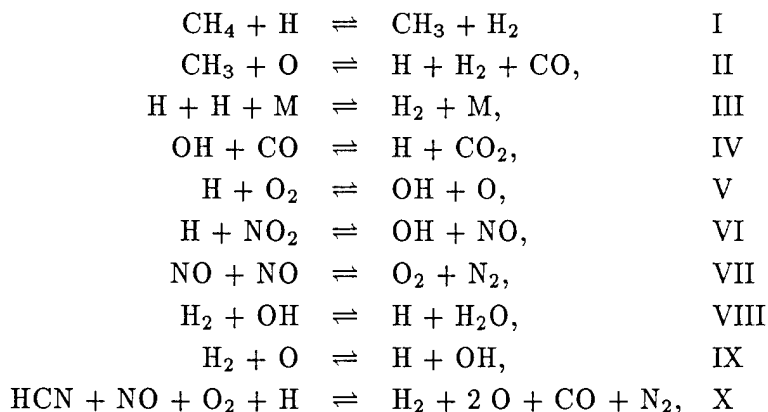 CH₄ + H ⇌ CH₃ + H₂ I
CH₃ + O ⇌ H + H₂ + CO, II
H + H + M ⇌ H₂ + M, III
OH + CO ⇌ H + CO₂, IV
H + O₂ ⇌ OH + O, V
H + NO₂ ⇌ OH + NO, VI
NO + NO ⇌ O₂ + N₂, VII
H₂ + OH ⇌ H + H₂O, VIII
H₂ + O ⇌ H + OH, IX
HCN + NO + O₂ + H ⇌ H₂ + 2 O + CO + N₂, X